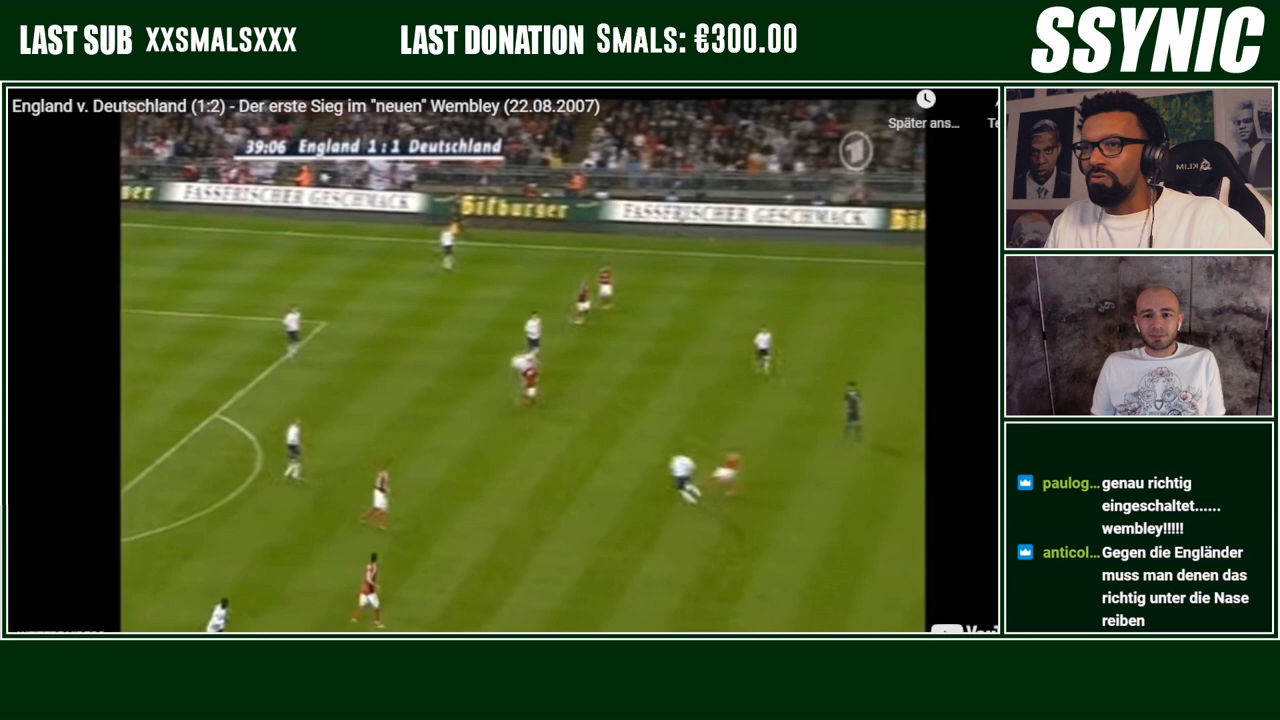 LAST SUB XXSMALSXXX
LAST DONATION SMALS: €300.00
SSYNIC
England v. Deutschland (1:2) - Der erste Sieg im "neuen" Wembley (22.08.2007)
Später ans...
39:06 England 1:1 Deutschland
FASSFRISCHER GESCHMACK
Bitburger
FASSFRISCHER GESCHMACK
KLIM
paulog... genau richtig
eingeschaltet......
wembley!!!!!
anticol... Gegen die Engländer
muss man denen das
richtig unter die Nase
reiben